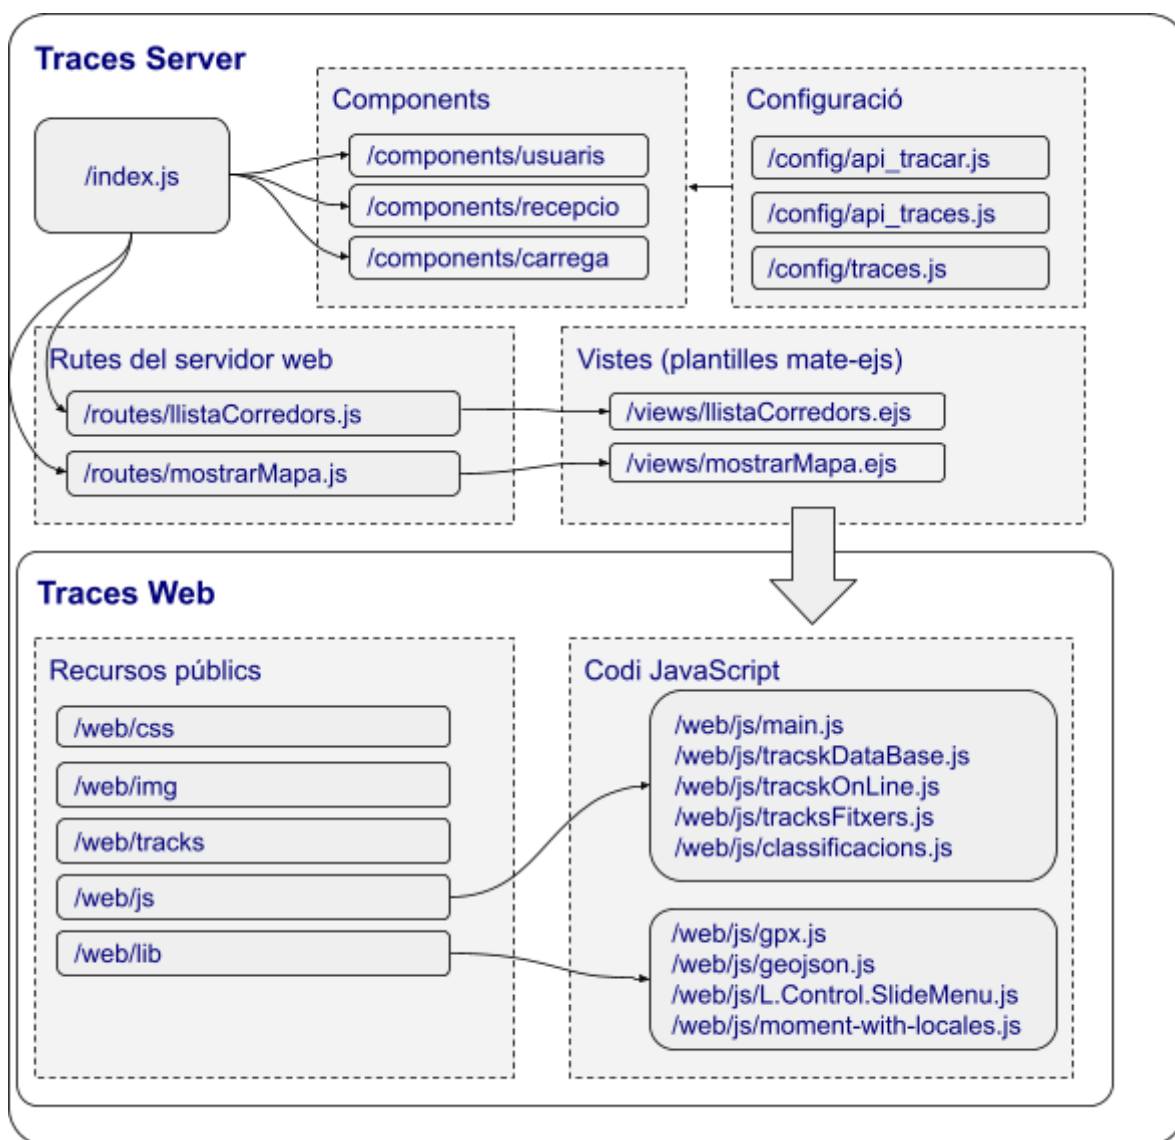 Traces Server
/index.js
Components
/components/usuaris
/components/recepcio
/components/carrega
Configuració
/config/api_tracar.js
/config/api_traces.js
/config/traces.js
Rutes del servidor web
/routes/llistaCorredors.js
/routes/mostrarMapa.js
Vistes (plantilles mate-ejs)
/views/llistaCorredors.ejs
/views/mostrarMapa.ejs
Traces Web
Recursos públics
/web/css
/web/img
/web/tracks
/web/js
/web/lib
Codi JavaScript
/web/js/main.js
/web/js/tracskDataBase.js
/web/js/tracskOnLine.js
/web/js/tracksFitxers.js
/web/js/classificacions.js
/web/js/gpx.js
/web/js/geojson.js
/web/js/L.Control.SlideMenu.js
/web/js/moment-with-locales.js